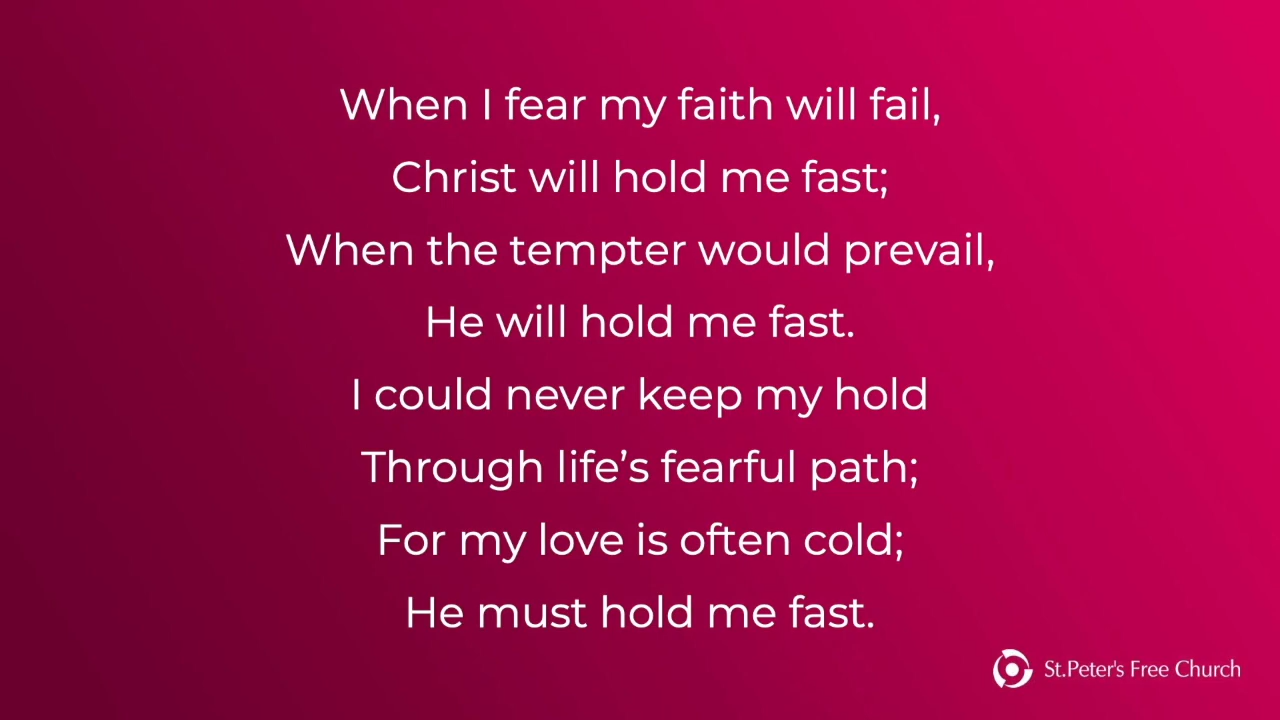 When I fear my faith will fail,
Christ will hold me fast;
When the tempter would prevail,
He will hold me fast.
I could never keep my hold
Through life’s fearful path;
For my love is often cold;
He must hold me fast.
St.Peter's Free Church